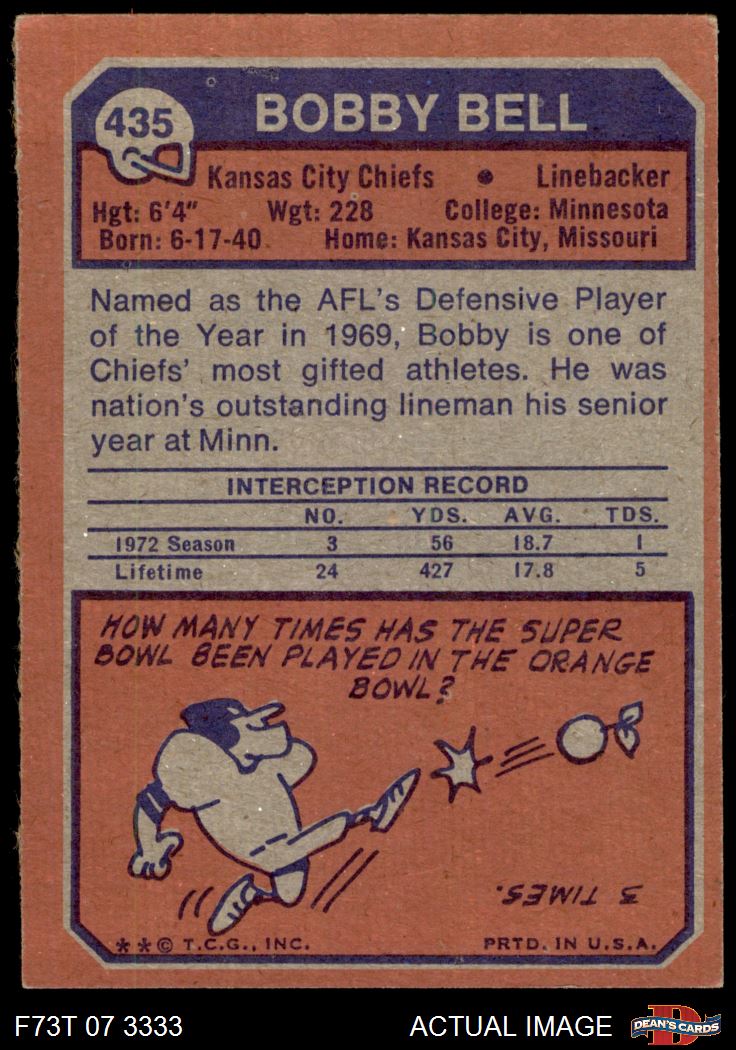 435
BOBBY BELL
Kansas City Chiefs • Linebacker
Hgt: 6'4" Wgt: 228 College: Minnesota
Born: 6-17-40 Home: Kansas City, Missouri
Named as the AFL's Defensive Player
of the Year in 1969, Bobby is one of
Chiefs' most gifted athletes. He was
nation's outstanding lineman his senior
year at Minn.
INTERCEPTION RECORD
NO. YDS. AVG. TDS.
1972 Season 3 56 18.7 1
Lifetime 24 427 17.8 5
HOW MANY TIMES HAS THE SUPER
BOWL BEEN PLAYED IN THE ORANGE
BOWL?
3 TIMES.
**© T.C.G., INC. PRTD. IN U.S.A.
F73T 07 3333 ACTUAL IMAGE
D
DEAN'S CARDS